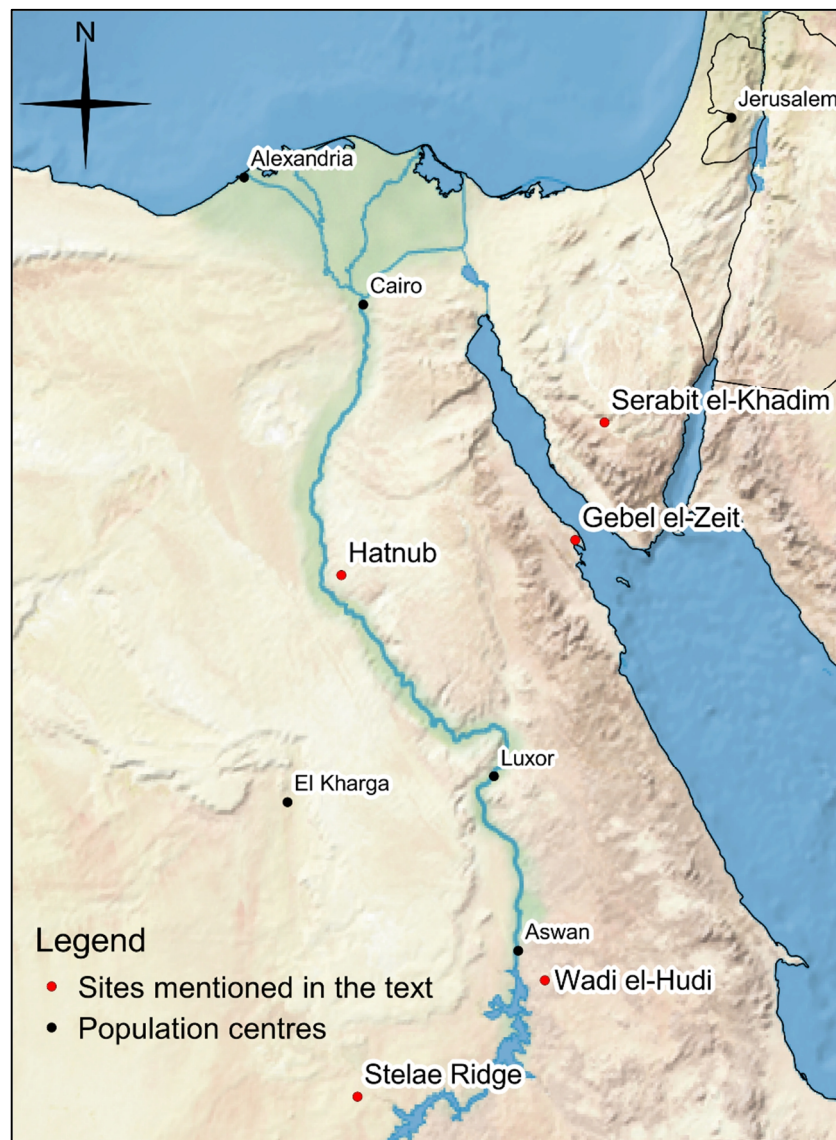 N
Jerusalem
Alexandria
Cairo
Serabit el-Khadim
Gebel el-Zeit
Hatnub
Luxor
El Kharga
Aswan
Wadi el-Hudi
Stelae Ridge
Legend
Sites mentioned in the text
Population centres